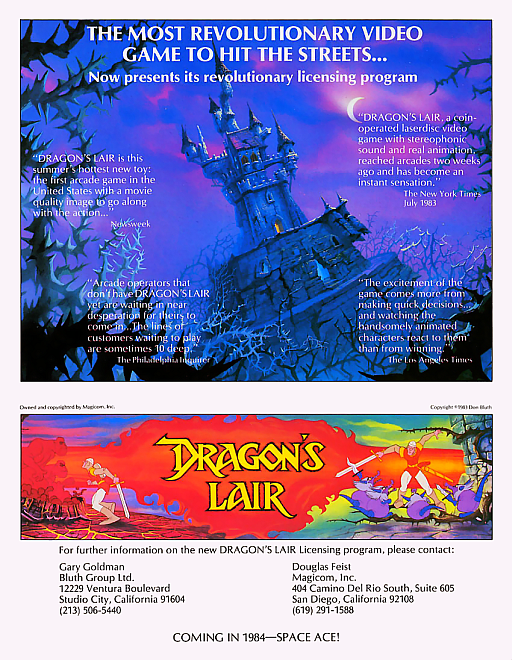 THE MOST REVOLUTIONARY VIDEO
GAME TO HIT THE STREETS...
Now presents its revolutionary licensing program
"DRAGON'S LAIR, a coin-
operated laserdisc video
game with stereophonic
sound and real animation,
reached arcades two weeks
ago and has become an
instant sensation."
The New York Times
July 1983
"DRAGON'S LAIR is this
summer's hottest new toy:
the first arcade game in the
United States with a movie
quality image to go along
with the action..."
Newsweek
"Arcade operators that
don't have DRAGON'S LAIR
yet are waiting in near
desperation for theirs to
come in...The lines of
customers waiting to play
are sometimes 10 deep."
The Philadelphia Inquirer
"The excitement of the
game comes more from
making quick decisions...
and watching the
handsomely animated
characters react to them
than from winning."
The Los Angeles Times
Owned and copyrighted by Magicom, Inc.
Copyright ©1983 Don Bluth
DRAGON'S
LAIR
For further information on the new DRAGON'S LAIR Licensing program, please contact:
Gary Goldman
Bluth Group Ltd.
12229 Ventura Boulevard
Studio City, California 91604
(213) 506-5440
Douglas Feist
Magicom, Inc.
404 Camino Del Rio South, Suite 605
San Diego, California 92108
(619) 291-1588
COMING IN 1984—SPACE ACE!